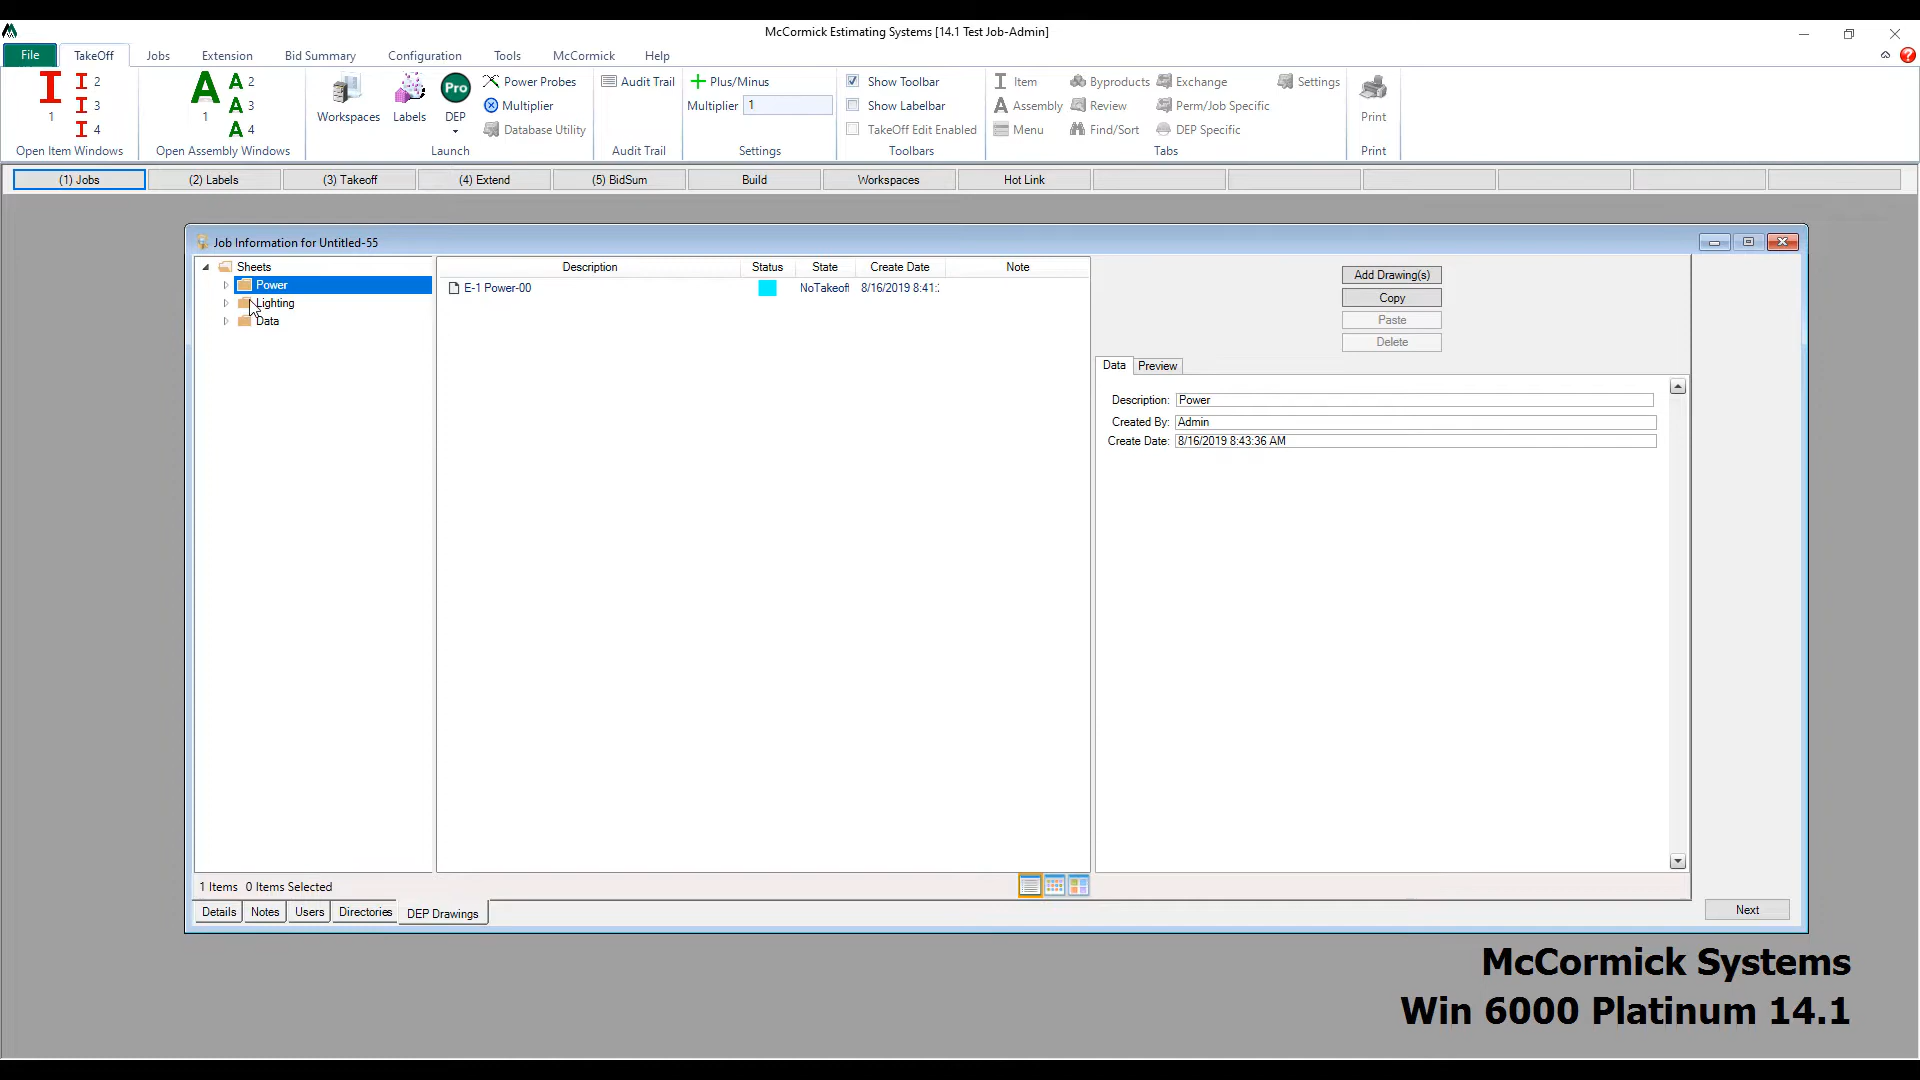 McCormick Estimating Systems [14.1 Test Job-Admin]
File TakeOff Jobs Extension Bid Summary Configuration Tools McCormick Help
I 1 I 2 I 3 I 4
Open Item Windows
A 1 A 2 A 3 A 4
Open Assembly Windows
Workspaces Labels Pro DEP
Power Probes
Multiplier
Database Utility
Launch
Audit Trail
Audit Trail
Plus/Minus
Multiplier 1
Settings
Show Toolbar
Show Labelbar
TakeOff Edit Enabled
Toolbars
I Item Byproducts Exchange Settings
A Assembly Review Perm/Job Specific
Menu Find/Sort DEP Specific
Tabs
Print
Print
(1) Jobs (2) Labels (3) Takeoff (4) Extend (5) BidSum Build Workspaces Hot Link
Job Information for Untitled-55
Sheets
Power
Lighting
Data
Description Status State Create Date Note
E-1 Power-00 NoTakeoff 8/16/2019 8:41:
Add Drawing(s)
Copy
Paste
Delete
Data Preview
Description: Power
Created By: Admin
Create Date: 8/16/2019 8:43:36 AM
1 Items 0 Items Selected
Details Notes Users Directories DEP Drawings
Next
McCormick Systems
Win 6000 Platinum 14.1